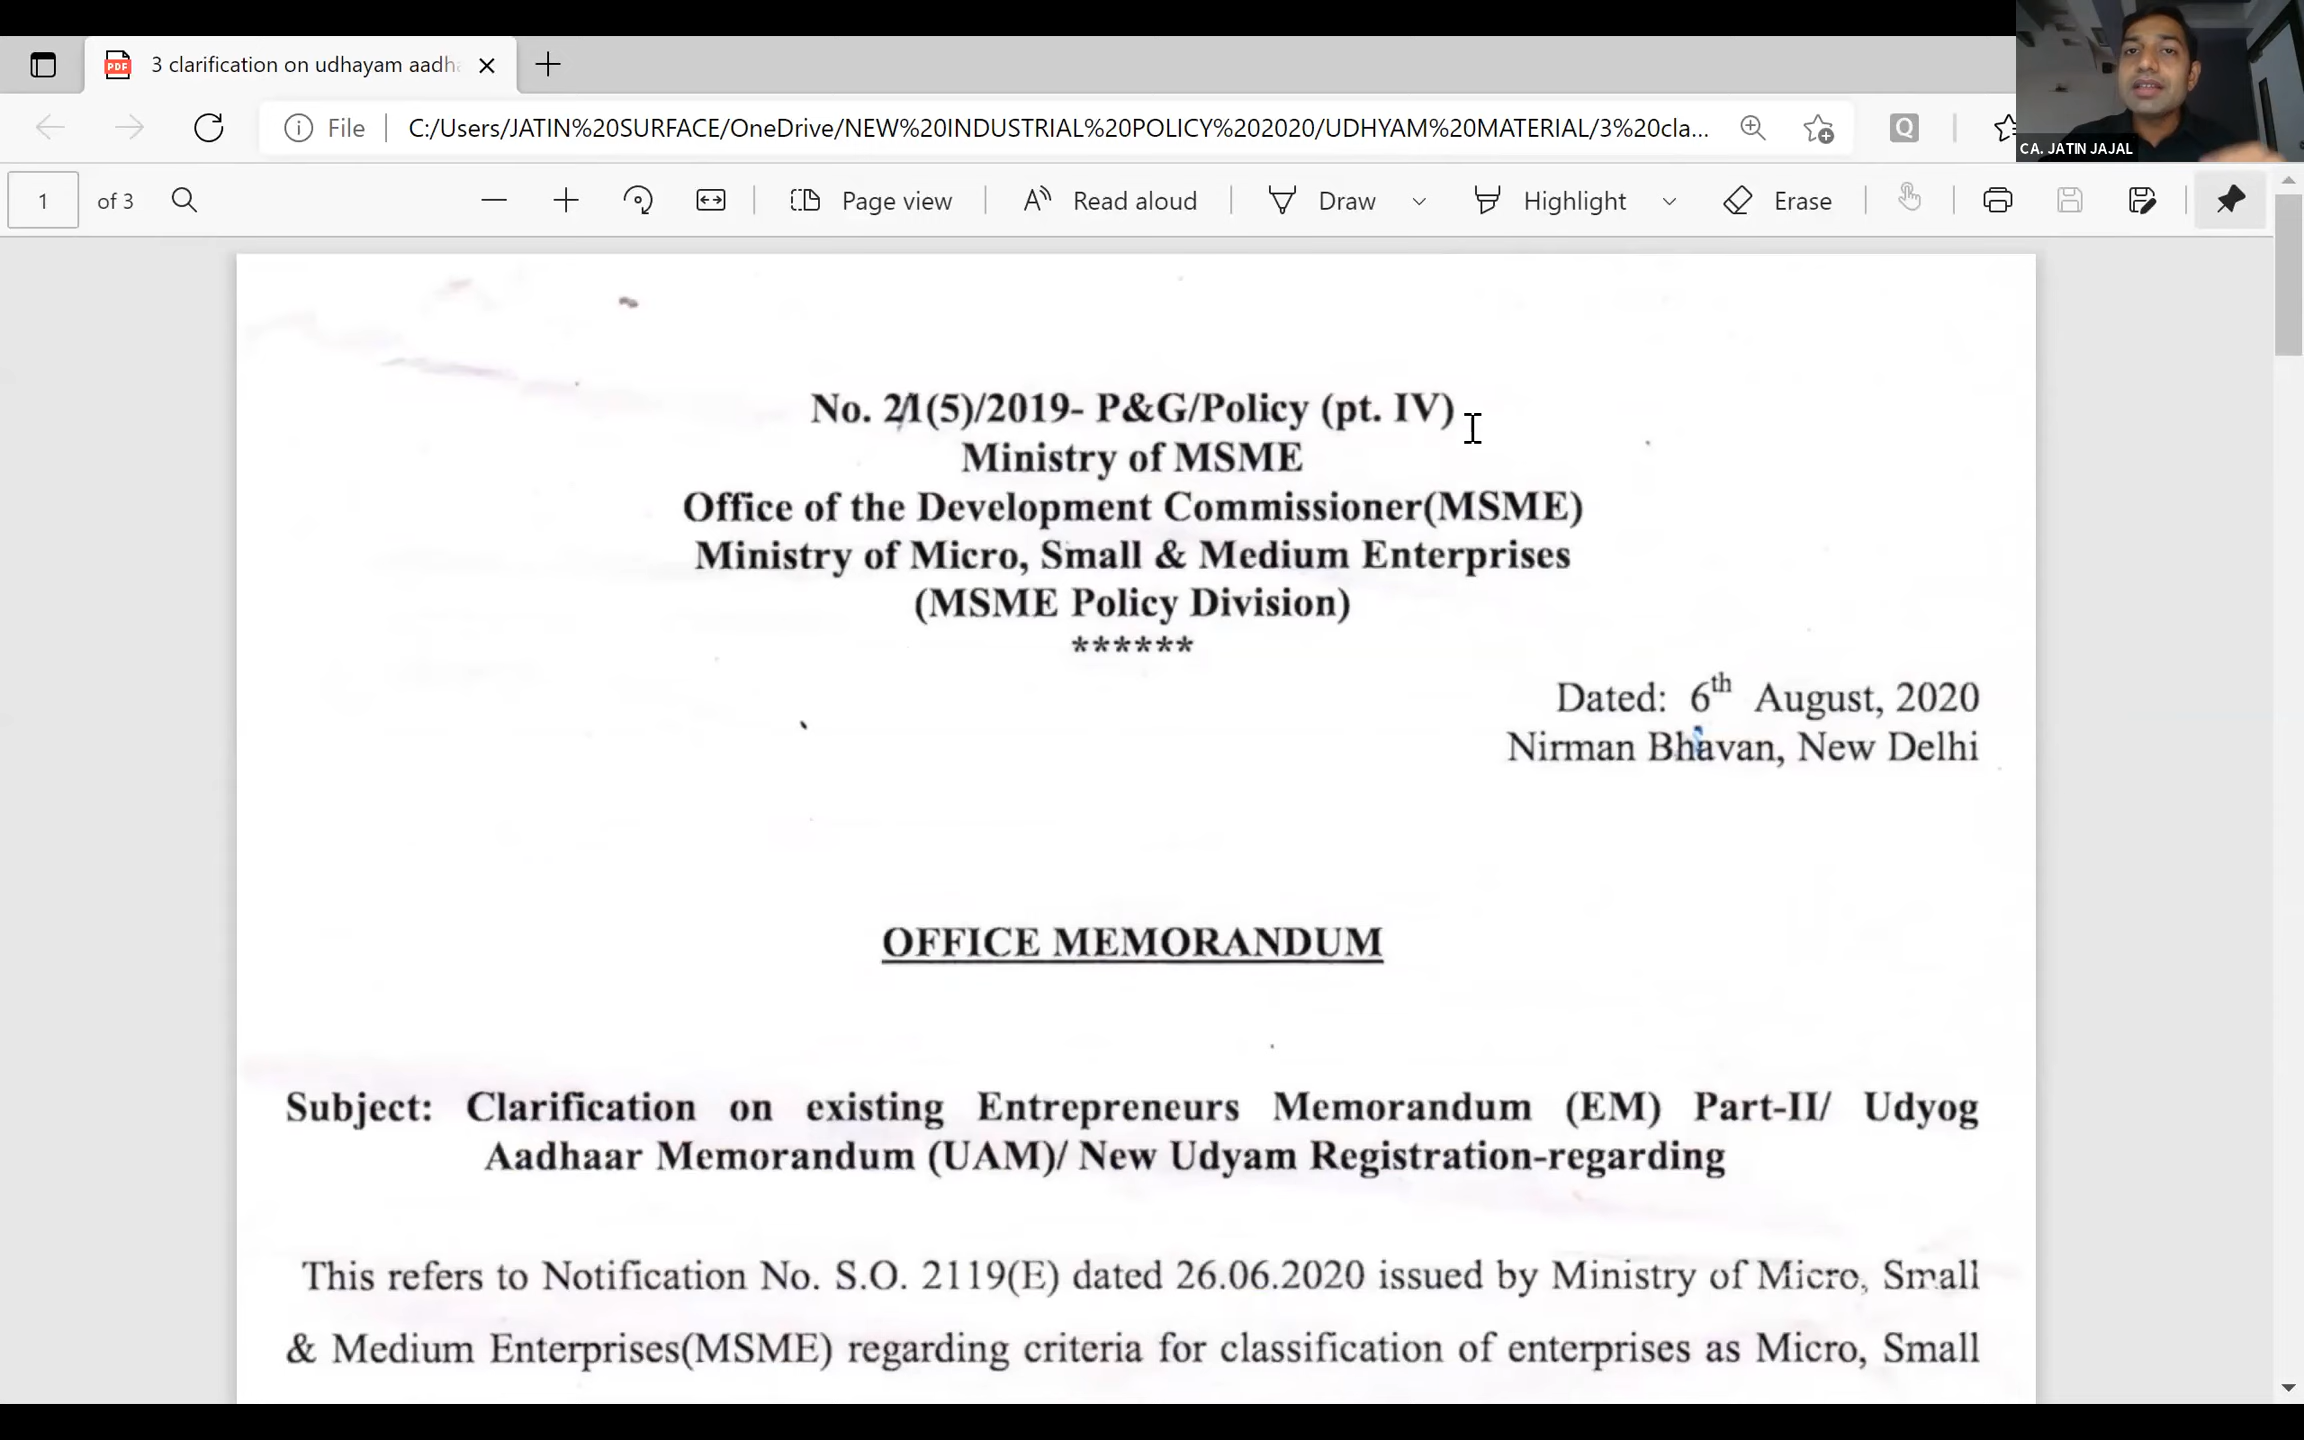 3 clarification on udhayam aadh
CA. JATIN JAJAL
File
C:/Users/JATIN%20SURFACE/OneDrive/NEW%20INDUSTRIAL%20POLICY%202020/UDHYAM%20MATERIAL/3%20cla...
Q
1 of 3
Page view
Read aloud
Draw
Highlight
Erase
No. 21(5)/2019- P&G/Policy (pt. IV)
Ministry of MSME
Office of the Development Commissioner(MSME)
Ministry of Micro, Small & Medium Enterprises
(MSME Policy Division)
******
Dated: 6th August, 2020
Nirman Bhavan, New Delhi
OFFICE MEMORANDUM
Subject: Clarification on existing Entrepreneurs Memorandum (EM) Part-II/ Udyog
Aadhaar Memorandum (UAM)/ New Udyam Registration-regarding
This refers to Notification No. S.O. 2119(E) dated 26.06.2020 issued by Ministry of Micro, Small
& Medium Enterprises(MSME) regarding criteria for classification of enterprises as Micro, Small